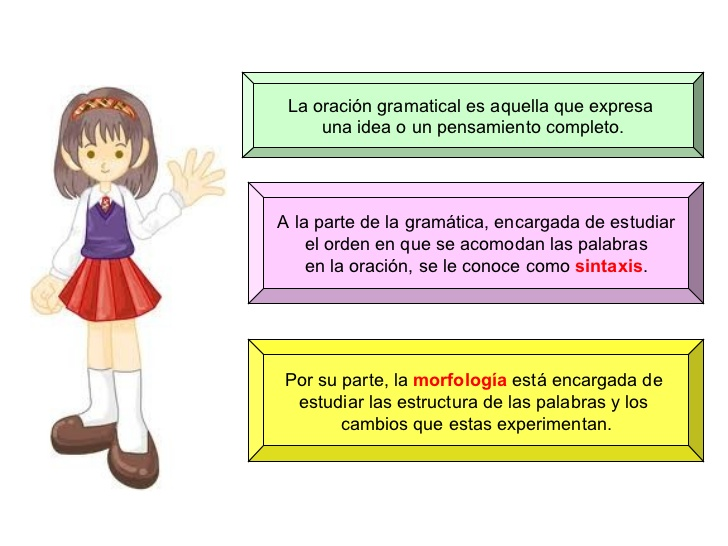 La oración gramatical es aquella que expresa
una idea o un pensamiento completo.
A la parte de la gramática, encargada de estudiar
el orden en que se acomodan las palabras
en la oración, se le conoce como sintaxis.
Por su parte, la morfología está encargada de
estudiar las estructura de las palabras y los
cambios que estas experimentan.